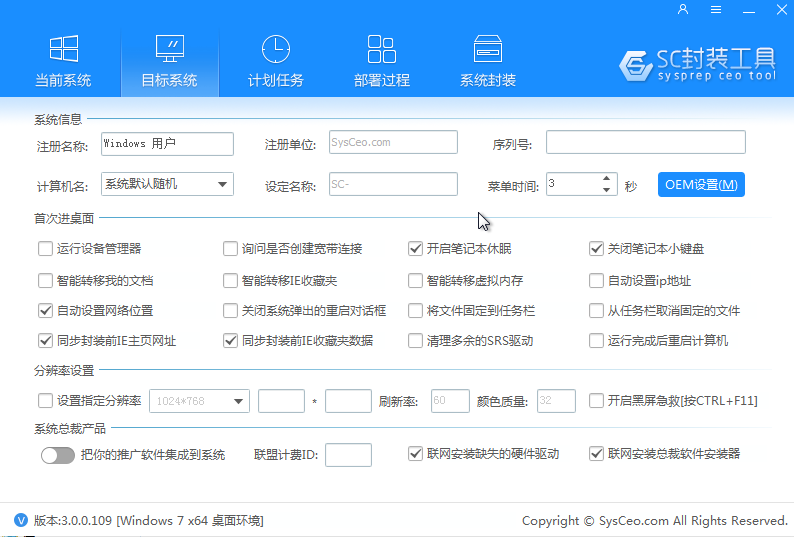 当前系统 目标系统 计划任务 部署过程 系统封装
SC封装工具
sysprep ceo tool
系统信息
注册名称: Windows 用户 注册单位: SysCeo.com 序列号:
计算机名: 系统默认随机 设定名称: SC- 菜单时间: 3 秒 OEM设置(M)
首次进桌面
运行设备管理器 询问是否创建宽带连接 开启笔记本休眠 关闭笔记本小键盘
智能转移我的文档 智能转移IE收藏夹 智能转移虚拟内存 自动设置ip地址
自动设置网络位置 关闭系统弹出的重启对话框 将文件固定到任务栏 从任务栏取消固定的文件
同步封装前IE主页网址 同步封装前IE收藏夹数据 清理多余的SRS驱动 运行完成后重启计算机
分辨率设置
设置指定分辨率 1024*768 * 刷新率: 60 颜色质量: 32 开启黑屏急救[按CTRL+F11]
系统总裁产品
把你的推广软件集成到系统 联盟计费ID: 联网安装缺失的硬件驱动 联网安装总裁软件安装器
V 版本:3.0.0.109 [Windows 7 x64 桌面环境] Copyright © SysCeo.com All Rights Reserved.